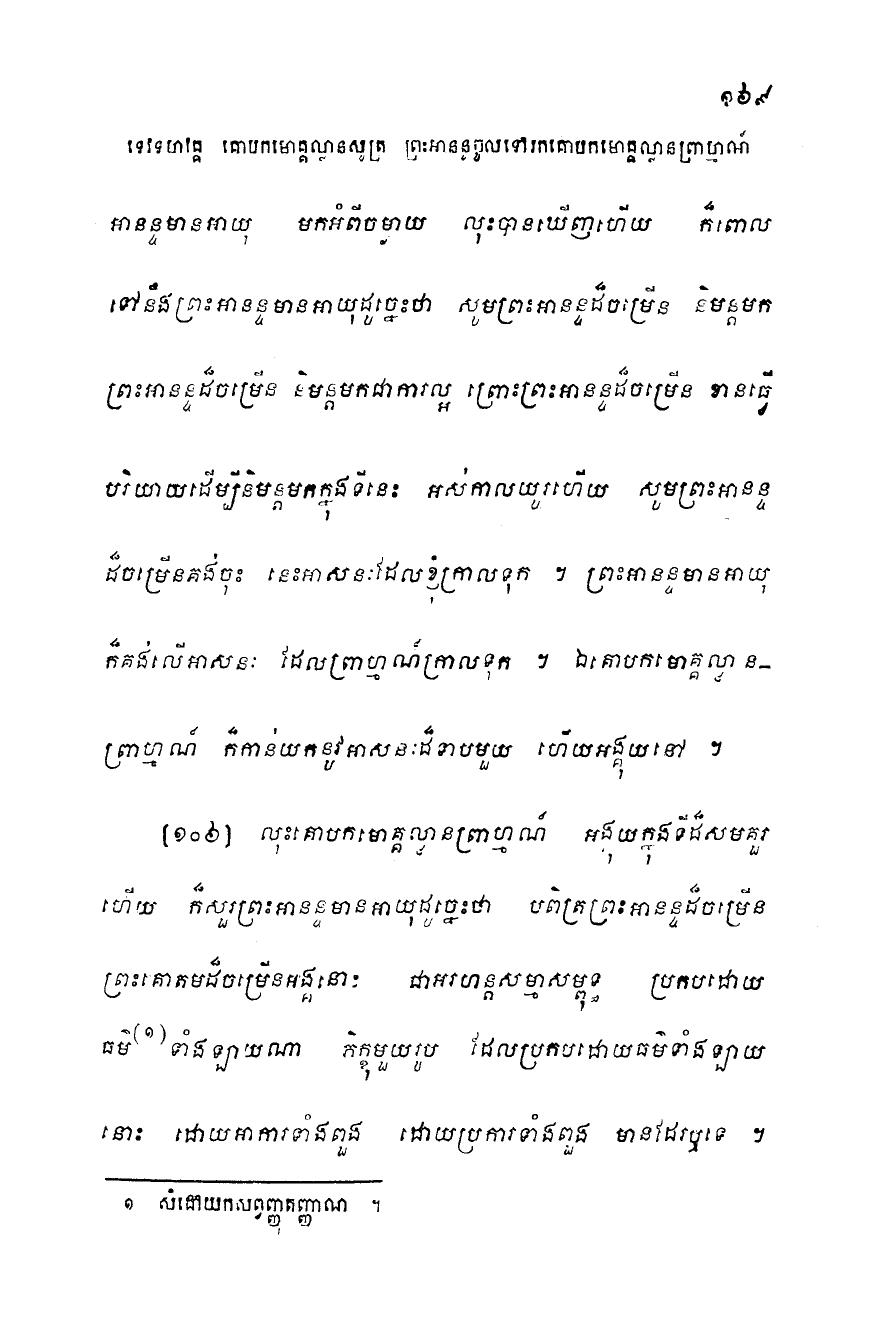 ១៦៩
ទេវទហវគ្គ គោបកមោគ្គល្លានសូត្រ ព្រះអានន្ទចូលទៅរកគោបកមោគ្គល្លានព្រាហ្មណ៍
អានន្ទមានអាយុ មកអំពីចម្ងាយ លុះបានឃើញហើយ ក៏ពោល
ទៅនឹងព្រះអានន្ទមានអាយុដូច្នេះថា សូមព្រះអានន្ទដ៏ចម្រើន និមន្តមក
ព្រះអានន្ទដ៏ចម្រើន និមន្តមកជាការល្អ ព្រោះព្រះអានន្ទដ៏ចម្រើន ខានធ្វើ
បរិយាយដើម្បីនិមន្តមកក្នុងទីនេះ អស់កាលយូរហើយ សូមព្រះអានន្ទ
ដ៏ចម្រើនគង់ចុះ នេះអាសនៈដែលខ្ញុំក្រាលទុក ។ ព្រះអានន្ទមានអាយុ
ក៏គង់លើអាសនៈ ដែលព្រាហ្មណ៍ក្រាលទុក ។ ឯគោបកមោគ្គល្លាន-
ព្រាហ្មណ៍ ក៏កាន់យកនូវអាសនៈដ៏ទាបមួយ ហើយអង្គុយនៅ ។
[១០៦] លុះគោបកមោគ្គល្លានព្រាហ្មណ៍ អង្គុយក្នុងទីដ៏សមគួរ
ហើយ ក៏សួរព្រះអានន្ទមានអាយុដូច្នេះថា បពិត្រព្រះអានន្ទដ៏ចម្រើន
ព្រះគោតមដ៏ចម្រើនអង្គនោះ ជាអរហន្តសម្មាសម្ពុទ្ធ ប្រកបដោយ
ធម៌(១)ទាំងឡាយណា ភិក្ខុមួយរូប ដែលប្រកបដោយធម៌ទាំងឡាយ
នោះ ដោយអាការទាំងពួង ដោយប្រការទាំងពួង មានដែរឬទេ ។
១ សំដៅយកសព្វញ្ញុតញ្ញាណ ។